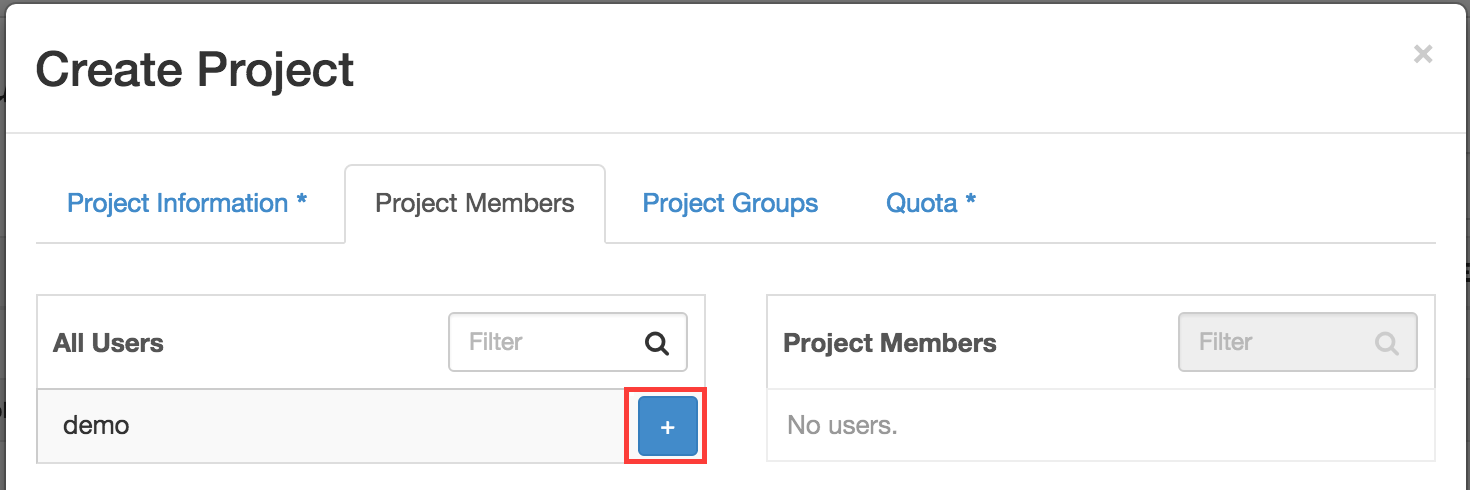 Create Project
×
Project Information *
Project Members
Project Groups
Quota *
All Users
Filter
demo
+
Project Members
Filter
No users.